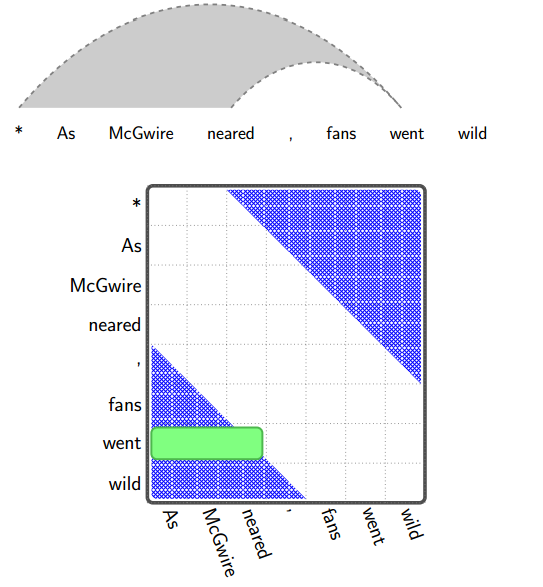 * As McGwire neared , fans went wild
*
As
McGwire
neared
,
fans
went
wild
As McGwire neared , fans went wild